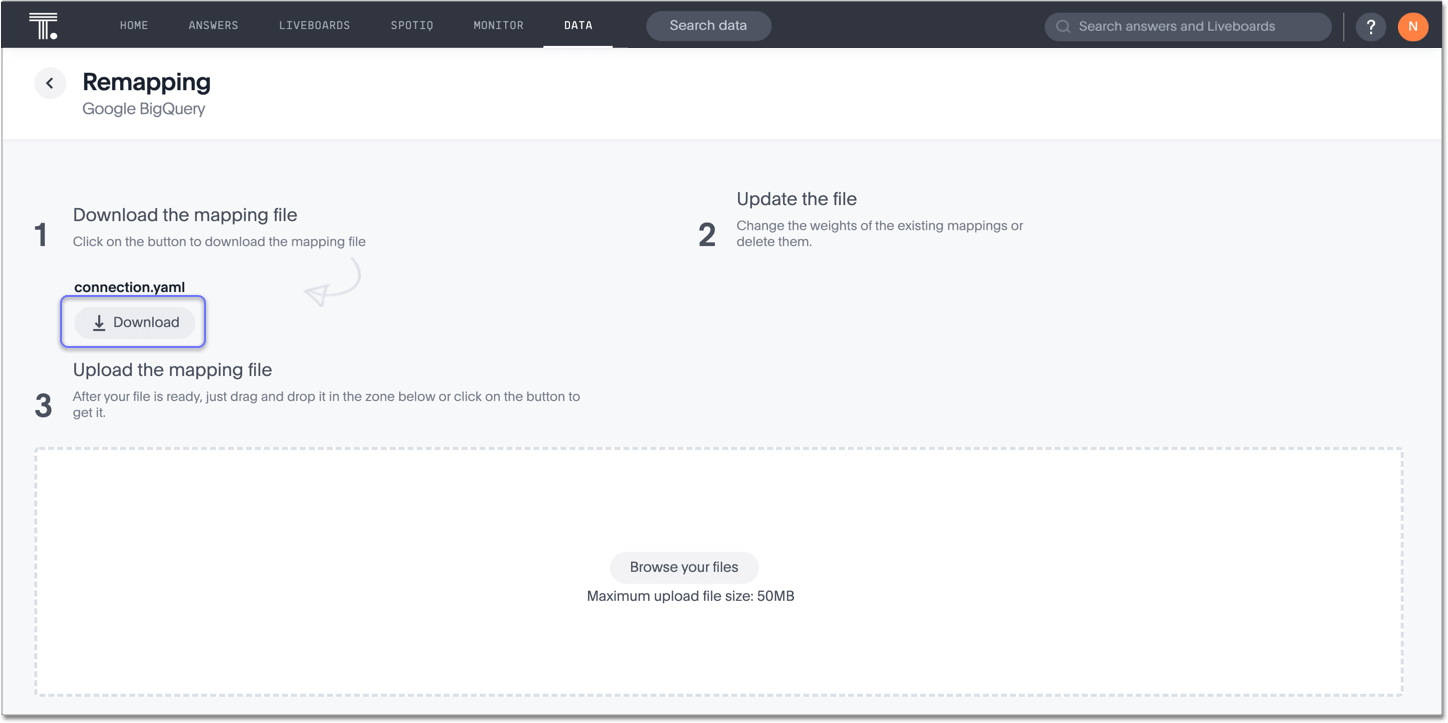 T.
HOME ANSWERS LIVEBOARDS SPOTIQ MONITOR DATA Search data Search answers and Liveboards ? N
Remapping
Google BigQuery
1
Download the mapping file
Click on the button to download the mapping file
connection.yaml
Download
2
Update the file
Change the weights of the existing mappings or
delete them.
3
Upload the mapping file
After your file is ready, just drag and drop it in the zone below or click on the button to
get it.
Browse your files
Maximum upload file size: 50MB